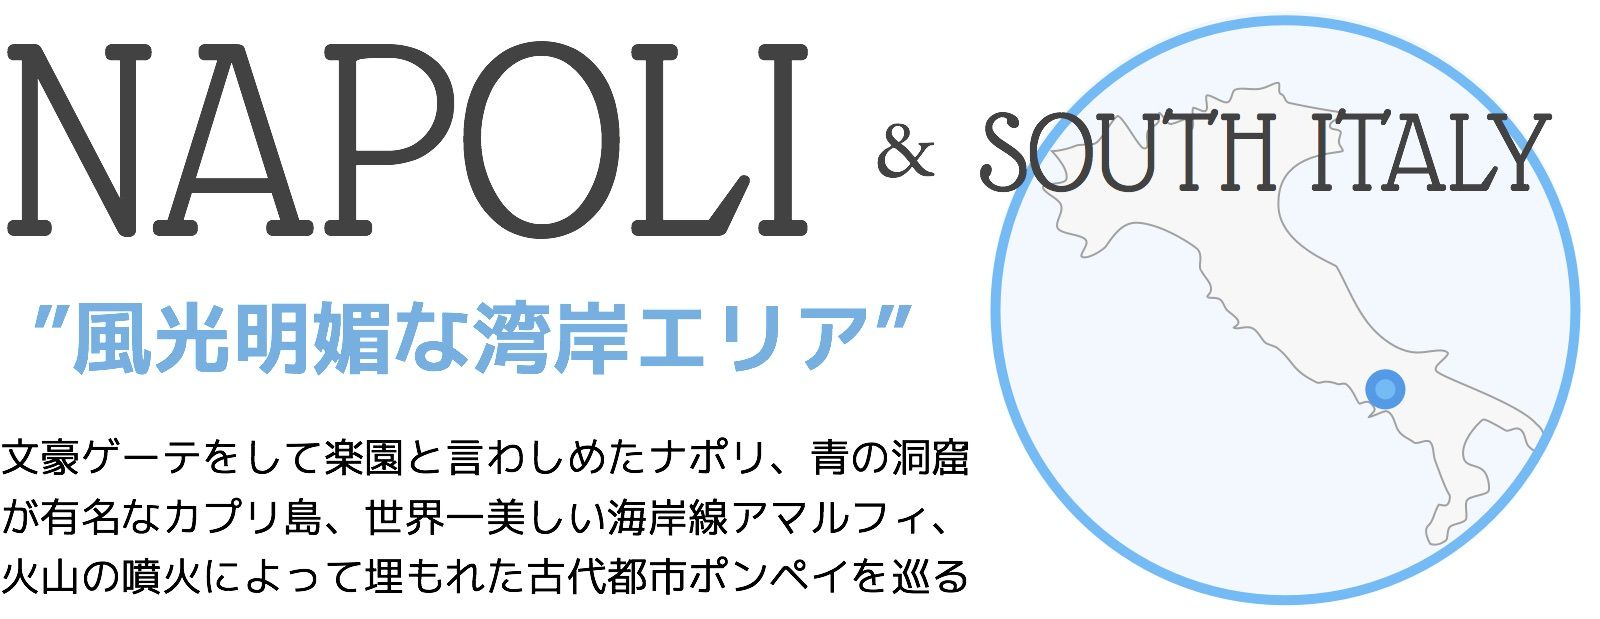 NAPOLI & SOUTH ITALY
”風光明媚な湾岸エリア”
文豪ゲーテをして楽園と言わしめたナポリ、青の洞窟
が有名なカプリ島、世界一美しい海岸線アマルフィ、
火山の噴火によって埋もれた古代都市ポンペイを巡る